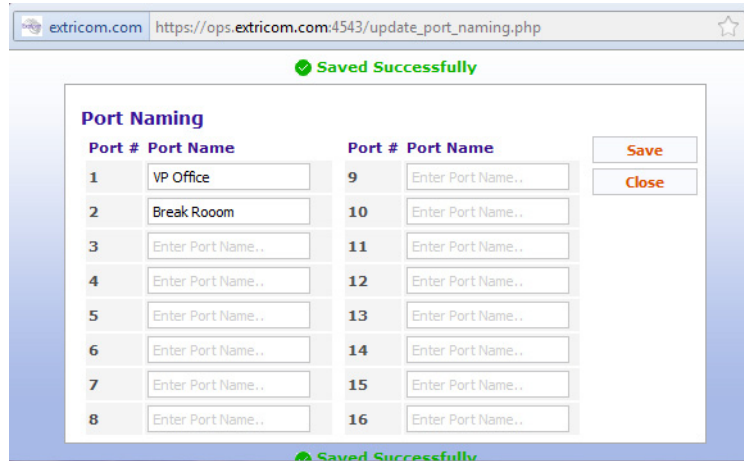 extricom.com https://ops.extricom.com:4543/update_port_naming.php
Saved Successfully
Port Naming
Port # Port Name Port # Port Name Save
1 VP Office 9 Enter Port Name.. Close
2 Break Rooom 10 Enter Port Name..
3 Enter Port Name.. 11 Enter Port Name..
4 Enter Port Name.. 12 Enter Port Name..
5 Enter Port Name.. 13 Enter Port Name..
6 Enter Port Name.. 14 Enter Port Name..
7 Enter Port Name.. 15 Enter Port Name..
8 Enter Port Name.. 16 Enter Port Name..
Saved Successfully